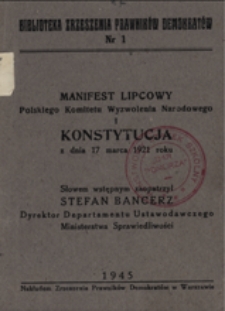 BIBLIOTEKA ZRZESZENIA PRAWNIKÓW DEMOKRATÓW
Nr 1
MANIFEST LIPCOWY
Polskiego Komitetu Wyzwolenia Narodowego
I
KONSTYTUCJA
z dnia 17 marca 1921 roku
Słowem wstępnym zaopatrzył
STEFAN BANCERZ
Dyrektor Departamentu Ustawodawczego
Ministerstwa Sprawiedliwości
1945
Nakładem Zrzeszenia Prawników Demokratów w Warszawie